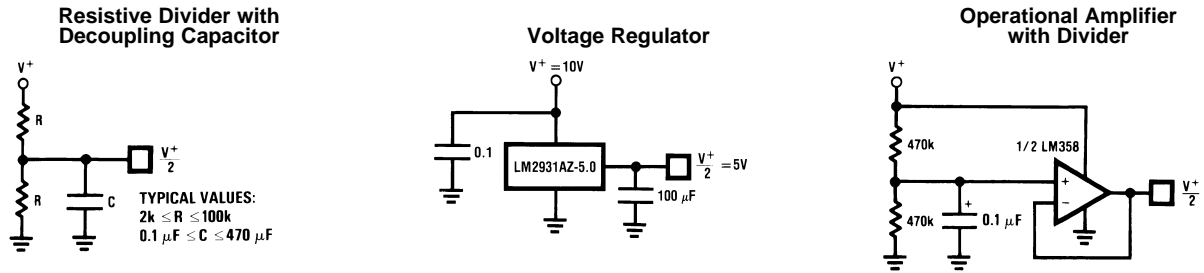 Resistive Divider with
Decoupling Capacitor
V+
R
R
C
V+/2
TYPICAL VALUES:
2k ≤ R ≤ 100k
0.1 μF ≤ C ≤ 470 μF
Voltage Regulator
V+ = 10V
0.1
LM2931AZ-5.0
V+/2 = 5V
100 μF
Operational Amplifier
with Divider
V+
470k
1/2 LM358
+
−
V+/2
+
470k
0.1 μF